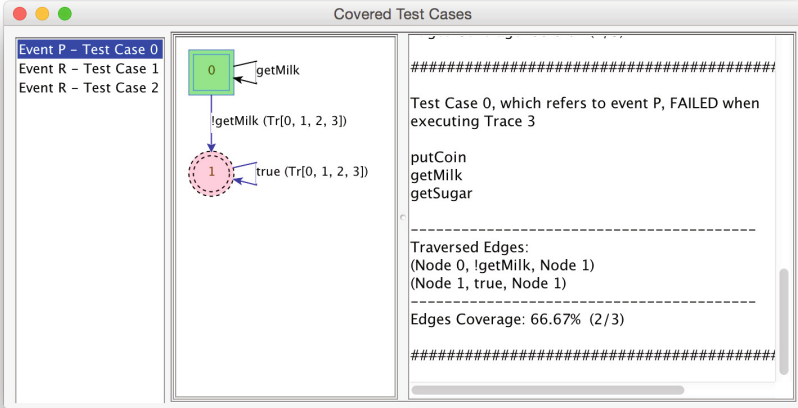 Covered Test Cases
Event P - Test Case 0
Event R - Test Case 1
Event R - Test Case 2
0
getMilk
!getMilk (Tr[0, 1, 2, 3])
1
true (Tr[0, 1, 2, 3])
########################################
Test Case 0, which refers to event P, FAILED when
executing Trace 3
putCoin
getMilk
getSugar
----------------------------------------
Traversed Edges:
(Node 0, !getMilk, Node 1)
(Node 1, true, Node 1)
----------------------------------------
Edges Coverage: 66.67% (2/3)
########################################